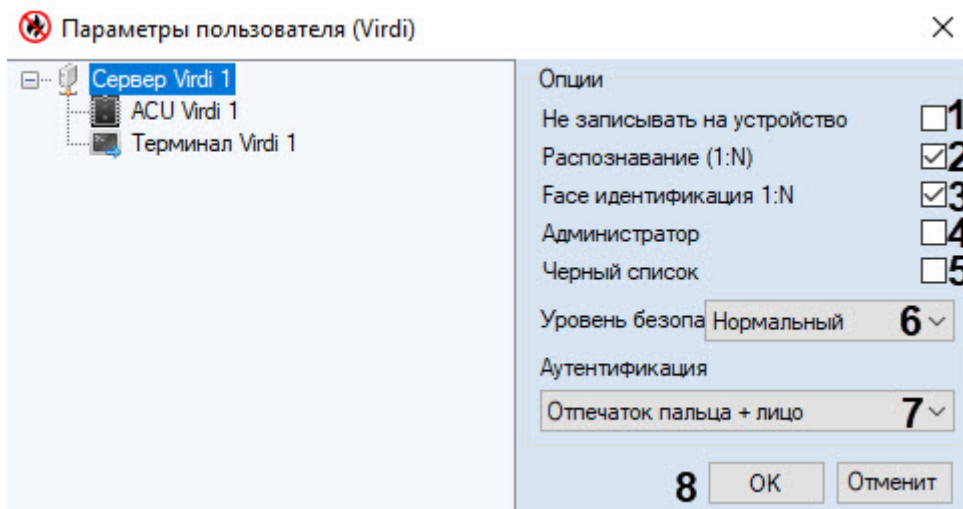 Параметры пользователя (Virdi)
Сервер Virdi 1
ACU Virdi 1
Терминал Virdi 1
Опции
Не записывать на устройство 1
Распознавание (1:N) 2
Face идентификация 1:N 3
Администратор 4
Черный список 5
Уровень безопа Нормальный 6
Аутентификация
Отпечаток пальца + лицо 7
8 OK Отменит